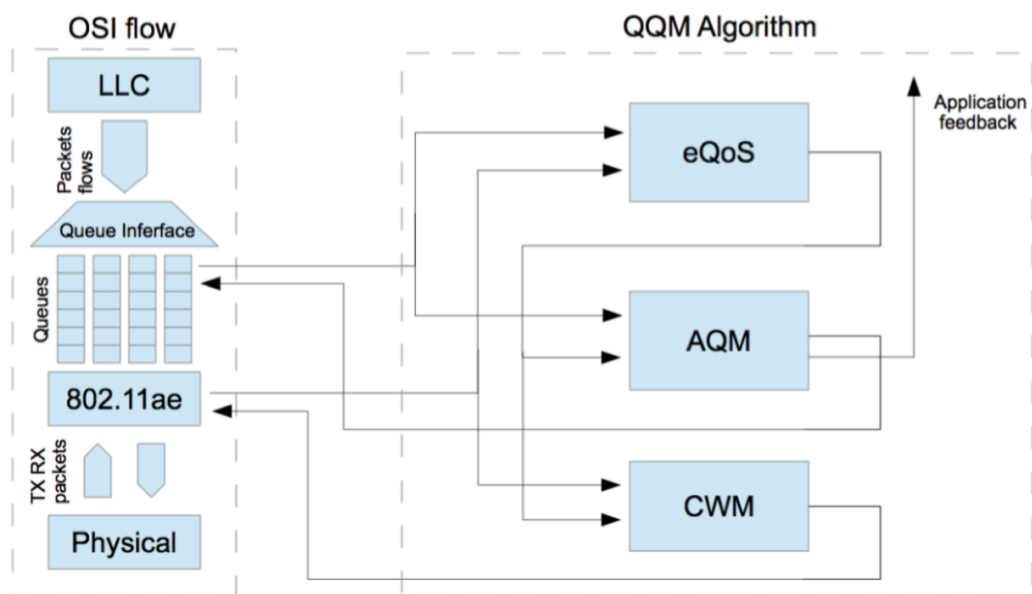 OSI flow
QQM Algorithm
LLC
Packets
flows
Queue Inferface
Queues
802.11ae
TX RX
packets
Physical
eQoS
AQM
CWM
Application
feedback